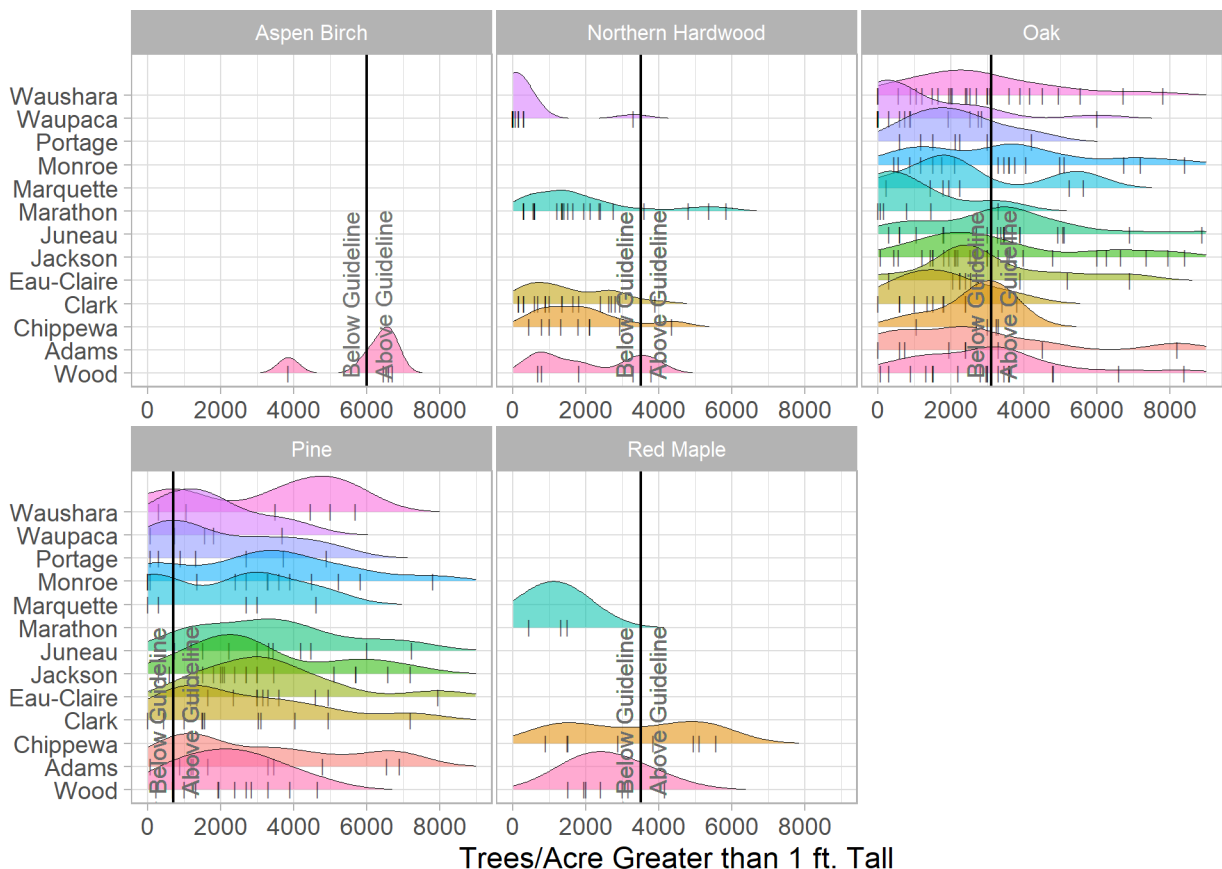 Aspen Birch
Northern Hardwood
Oak
Waushara
Waupaca
Portage
Monroe
Marquette
Marathon
Juneau
Jackson
Eau-Claire
Clark
Chippewa
Adams
Wood
Below Guideline
Above Guideline
Below Guideline
Above Guideline
Below Guideline
Above Guideline
0 2000 4000 6000 8000
0 2000 4000 6000 8000
0 2000 4000 6000 8000
Pine
Red Maple
Waushara
Waupaca
Portage
Monroe
Marquette
Marathon
Juneau
Jackson
Eau-Claire
Clark
Chippewa
Adams
Wood
Below Guideline
Above Guideline
Below Guideline
Above Guideline
0 2000 4000 6000 8000
0 2000 4000 6000 8000
Trees/Acre Greater than 1 ft. Tall